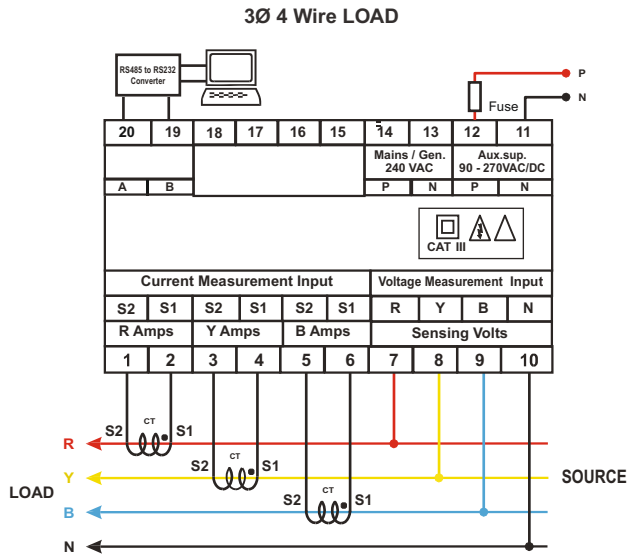 3Ø 4 Wire LOAD
RS485 to RS232
Converter
P
N
Fuse
20 19 18 17 16 15 14 13 12 11
Mains / Gen.
240 VAC
Aux.sup.
90 - 270VAC/DC
A B P N P N
CAT III
Current Measurement Input Voltage Measurement Input
S2 S1 S2 S1 S2 S1 R Y B N
R Amps Y Amps B Amps Sensing Volts
1 2 3 4 5 6 7 8 9 10
S2 CT S1
R
S2 CT S1
Y
LOAD
SOURCE
S2 CT S1
B
N